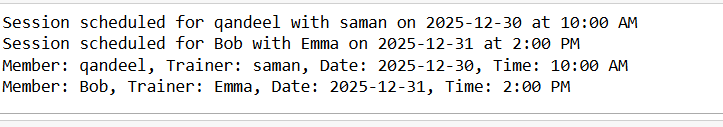 Session scheduled for qandeel with saman on 2025-12-30 at 10:00 AM
Session scheduled for Bob with Emma on 2025-12-31 at 2:00 PM
Member: qandeel, Trainer: saman, Date: 2025-12-30, Time: 10:00 AM
Member: Bob, Trainer: Emma, Date: 2025-12-31, Time: 2:00 PM